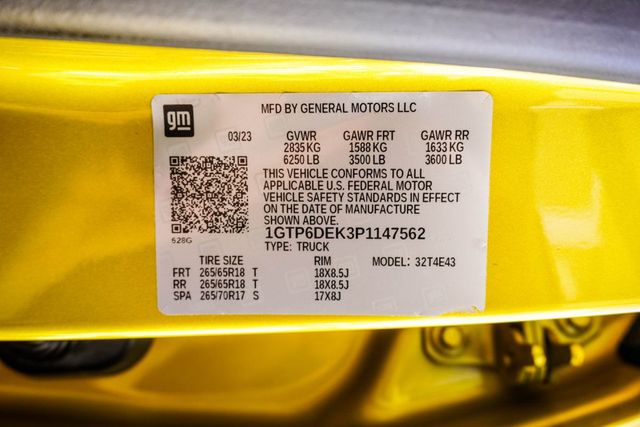 gm
MFD BY GENERAL MOTORS LLC
03/23 GVWR GAWR FRT GAWR RR
2835 KG 1588 KG 1633 KG
6250 LB 3500 LB 3600 LB
THIS VEHICLE CONFORMS TO ALL
APPLICABLE U.S. FEDERAL MOTOR
VEHICLE SAFETY STANDARDS IN EFFECT
ON THE DATE OF MANUFACTURE
SHOWN ABOVE.
1GTP6DEK3P1147562
628G
TYPE: TRUCK
TIRE SIZE RIM MODEL: 32T4E43
FRT 265/65R18 T 18X8.5J
RR 265/65R18 T 18X8.5J
SPA 265/70R17 S 17X8J